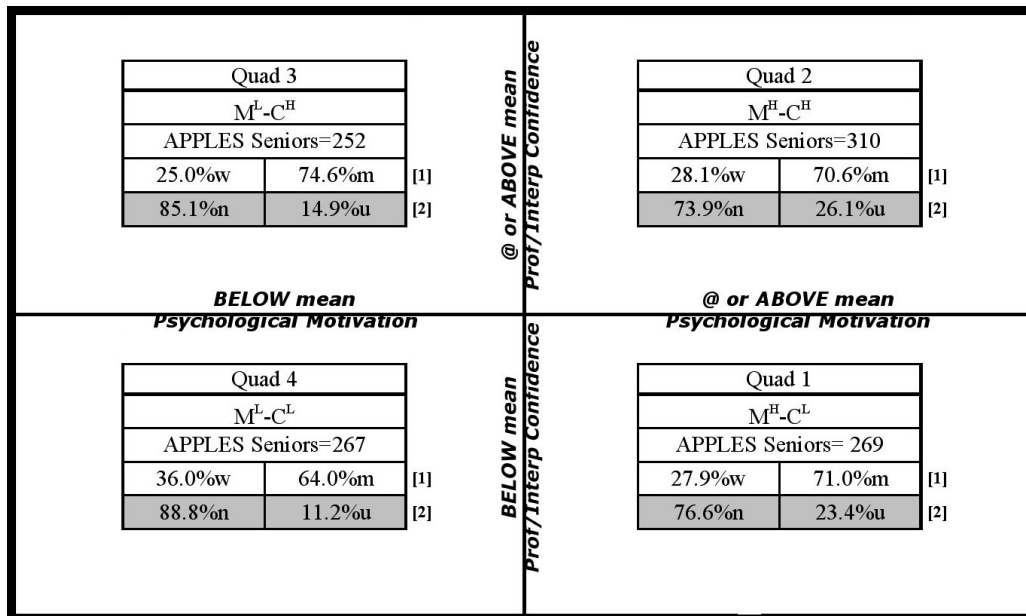 Quad 3
M^L-C^H
APPLES Seniors=252
25.0%w 74.6%m [1]
85.1%n 14.9%u [2]
@ or ABOVE mean
Prof/Interp Confidence
Quad 2
M^H-C^H
APPLES Seniors=310
28.1%w 70.6%m [1]
73.9%n 26.1%u [2]
BELOW mean
Psychological Motivation
@ or ABOVE mean
Psychological Motivation
Quad 4
M^L-C^L
APPLES Seniors=267
36.0%w 64.0%m [1]
88.8%n 11.2%u [2]
BELOW mean
Prof/Interp Confidence
Quad 1
M^H-C^L
APPLES Seniors= 269
27.9%w 71.0%m [1]
76.6%n 23.4%u [2]